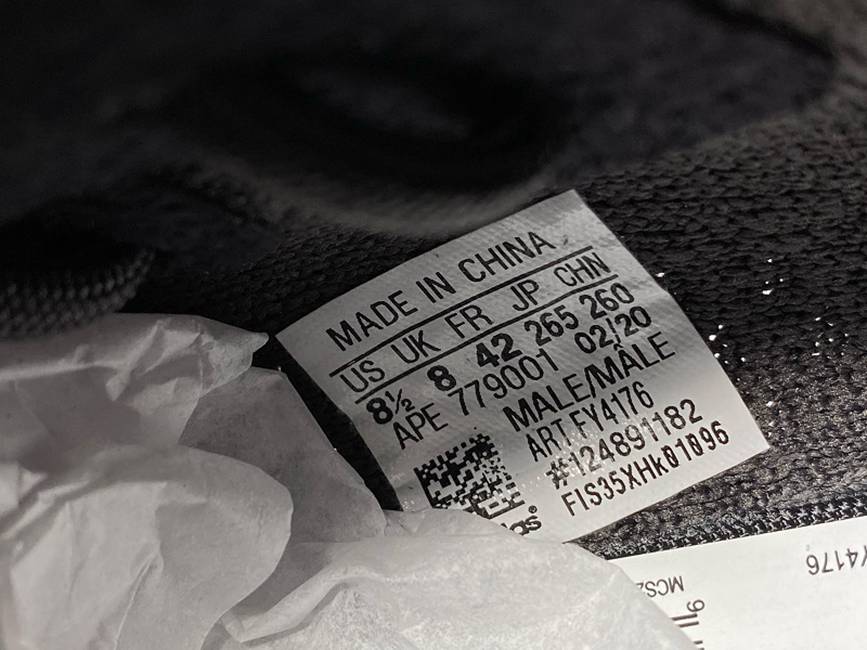 MADE IN CHINA
US UK FR JP CHN
8½ 8 42 265 260
APE 779001 02/20
MALE/MÂLE
ART.FY4176
#124891182
FIS35XHk01096
Y4176